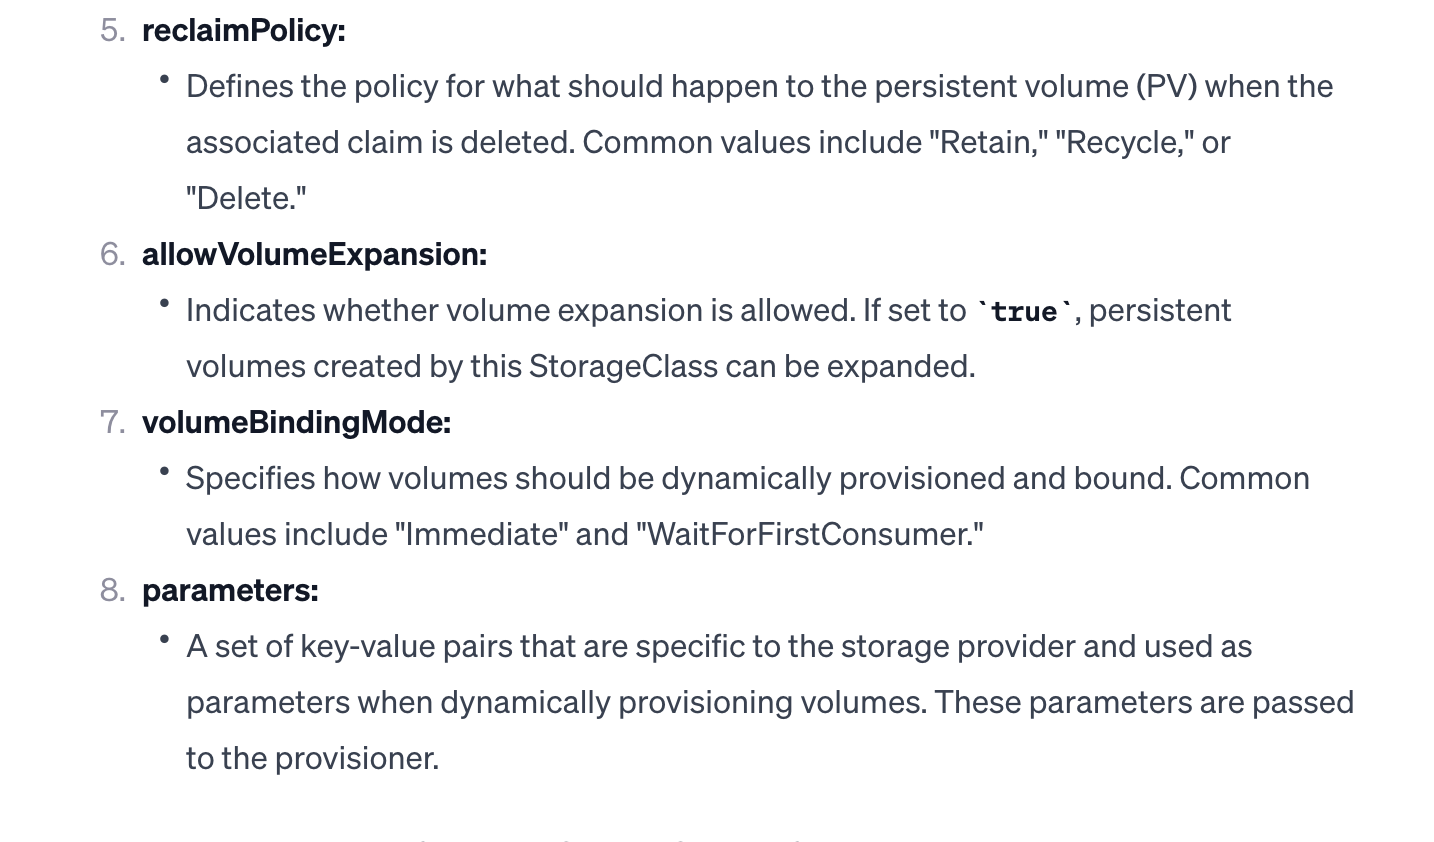 5. reclaimPolicy:
• Defines the policy for what should happen to the persistent volume (PV) when the
associated claim is deleted. Common values include "Retain," "Recycle," or
"Delete."
6. allowVolumeExpansion:
• Indicates whether volume expansion is allowed. If set to `true`, persistent
volumes created by this StorageClass can be expanded.
7. volumeBindingMode:
• Specifies how volumes should be dynamically provisioned and bound. Common
values include "Immediate" and "WaitForFirstConsumer."
8. parameters:
• A set of key-value pairs that are specific to the storage provider and used as
parameters when dynamically provisioning volumes. These parameters are passed
to the provisioner.